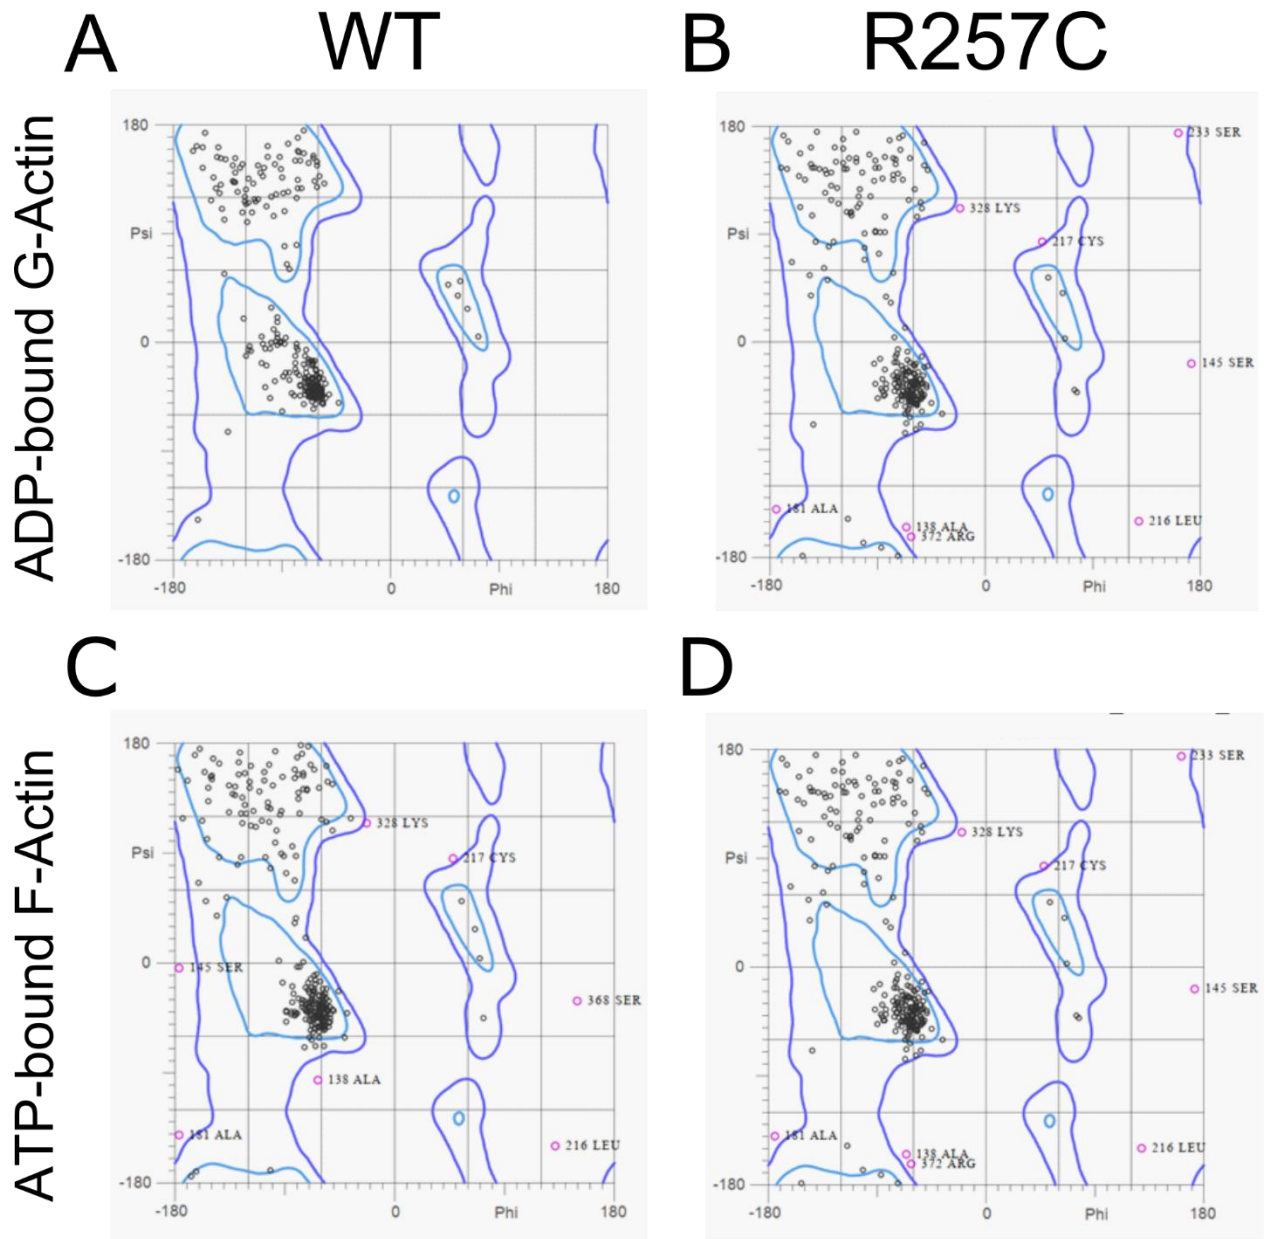 A WT B R257C
ADP-bound G-Actin
180
Psi
0
-180
-180 0 Phi 180
180
Psi
0
-180
-180 0 Phi 180
233 SER
328 LYS
217 CYS
145 SER
181 ALA
138 ALA
372 ARG
216 LEU
C D
ATP-bound F-Actin
180
Psi
0
-180
-180 0 Phi 180
328 LYS
217 CYS
145 SER
368 SER
138 ALA
181 ALA
216 LEU
180
Psi
0
-180
-180 0 Phi 180
233 SER
328 LYS
217 CYS
145 SER
181 ALA
138 ALA
372 ARG
216 LEU